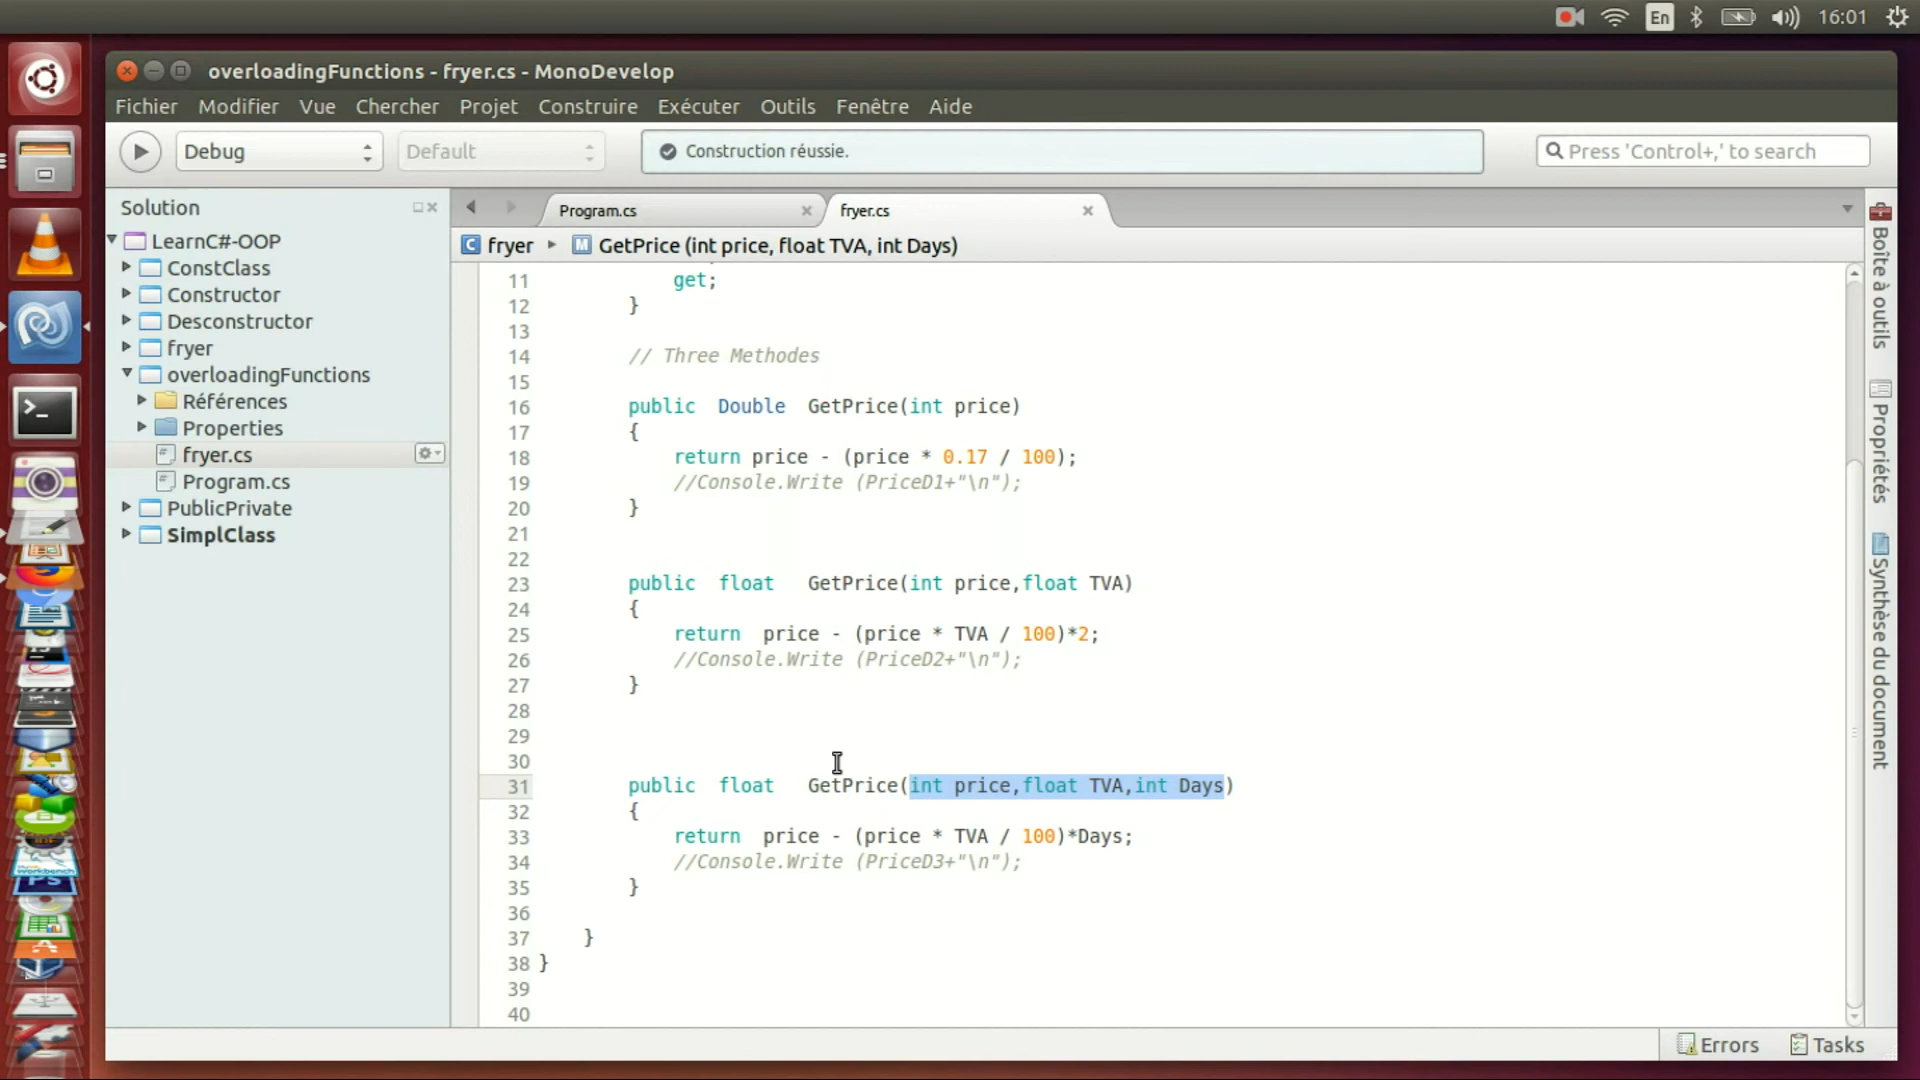 En
16:01
overloadingFunctions - fryer.cs - MonoDevelop
Fichier Modifier Vue Chercher Projet Construire Exécuter Outils Fenêtre Aide
Debug
Default
Construction réussie.
Press 'Control+,' to search
Solution
LearnC#-OOP
ConstClass
Constructor
Desconstructor
fryer
overloadingFunctions
Références
Properties
fryer.cs
Program.cs
PublicPrivate
SimplClass
Program.cs
fryer.cs
C fryer
M GetPrice (int price, float TVA, int Days)
11 get;
12 }
13
14 // Three Methodes
15
16 public Double GetPrice(int price)
17 {
18 return price - (price * 0.17 / 100);
19 //Console.Write (PriceD1+"\n");
20 }
21
22
23 public float GetPrice(int price,float TVA)
24 {
25 return price - (price * TVA / 100)*2;
26 //Console.Write (PriceD2+"\n");
27 }
28
29
30
31 public float GetPrice(int price,float TVA,int Days)
32 {
33 return price - (price * TVA / 100)*Days;
34 //Console.Write (PriceD3+"\n");
35 }
36
37 }
38 }
39
40
Boîte à outils
Propriétés
Synthèse du document
Errors
Tasks